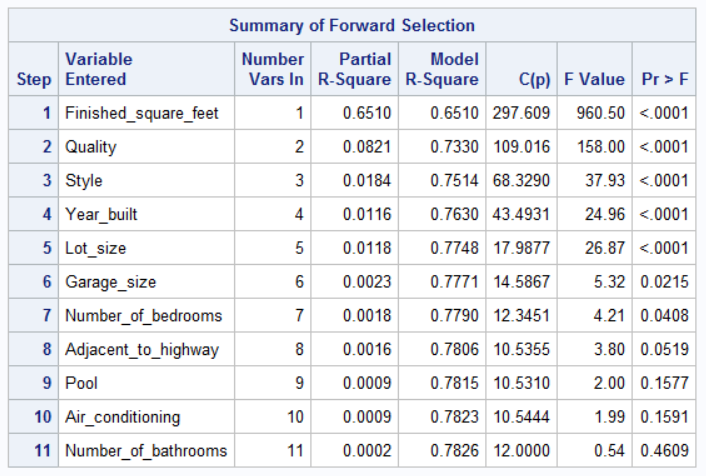 Summary of Forward Selection
Step Variable Entered Number Vars In Partial R-Square Model R-Square C(p) F Value Pr > F
1 Finished_square_feet 1 0.6510 0.6510 297.609 960.50 <.0001
2 Quality 2 0.0821 0.7330 109.016 158.00 <.0001
3 Style 3 0.0184 0.7514 68.3290 37.93 <.0001
4 Year_built 4 0.0116 0.7630 43.4931 24.96 <.0001
5 Lot_size 5 0.0118 0.7748 17.9877 26.87 <.0001
6 Garage_size 6 0.0023 0.7771 14.5867 5.32 0.0215
7 Number_of_bedrooms 7 0.0018 0.7790 12.3451 4.21 0.0408
8 Adjacent_to_highway 8 0.0016 0.7806 10.5355 3.80 0.0519
9 Pool 9 0.0009 0.7815 10.5310 2.00 0.1577
10 Air_conditioning 10 0.0009 0.7823 10.5444 1.99 0.1591
11 Number_of_bathrooms 11 0.0002 0.7826 12.0000 0.54 0.4609